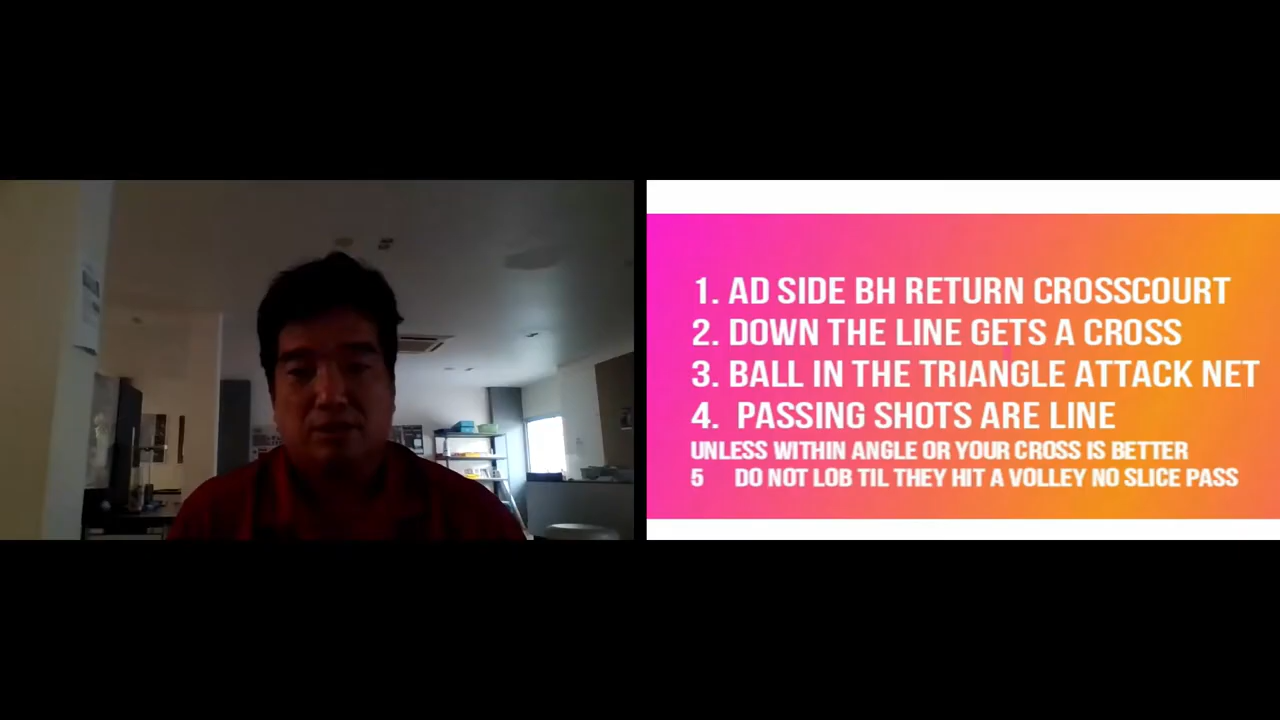 1. AD SIDE BH RETURN CROSSCOURT
2. DOWN THE LINE GETS A CROSS
3. BALL IN THE TRIANGLE ATTACK NET
4. PASSING SHOTS ARE LINE
UNLESS WITHIN ANGLE OR YOUR CROSS IS BETTER
5 DO NOT LOB TIL THEY HIT A VOLLEY NO SLICE PASS